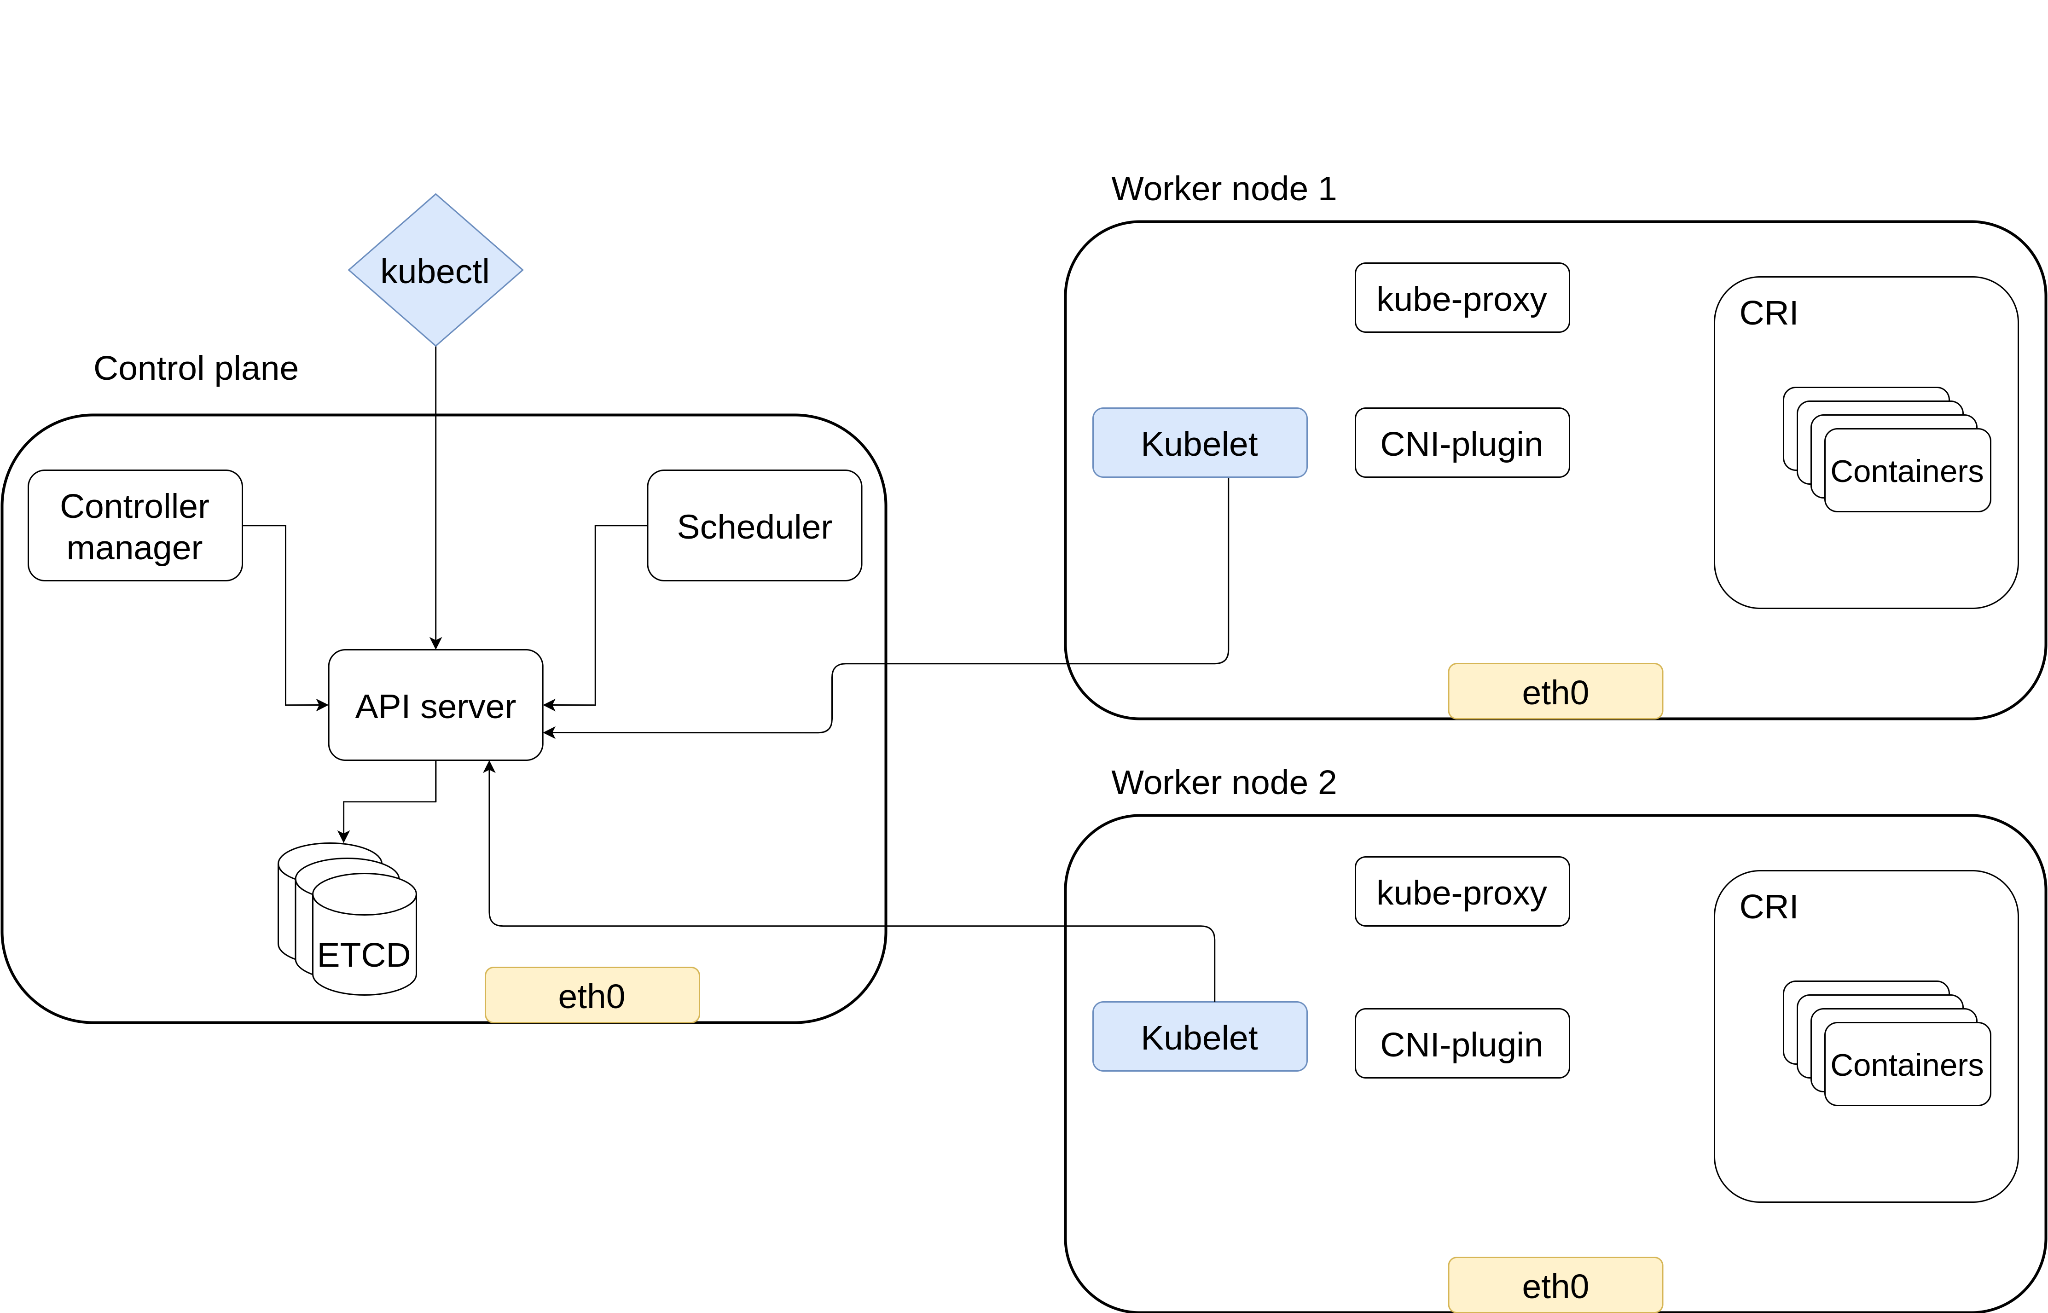 kubectl
Control plane
Controller
manager
Scheduler
API server
ETCD
eth0
Worker node 1
kube-proxy
CRI
Kubelet
CNI-plugin
Containers
eth0
Worker node 2
kube-proxy
CRI
Kubelet
CNI-plugin
Containers
eth0